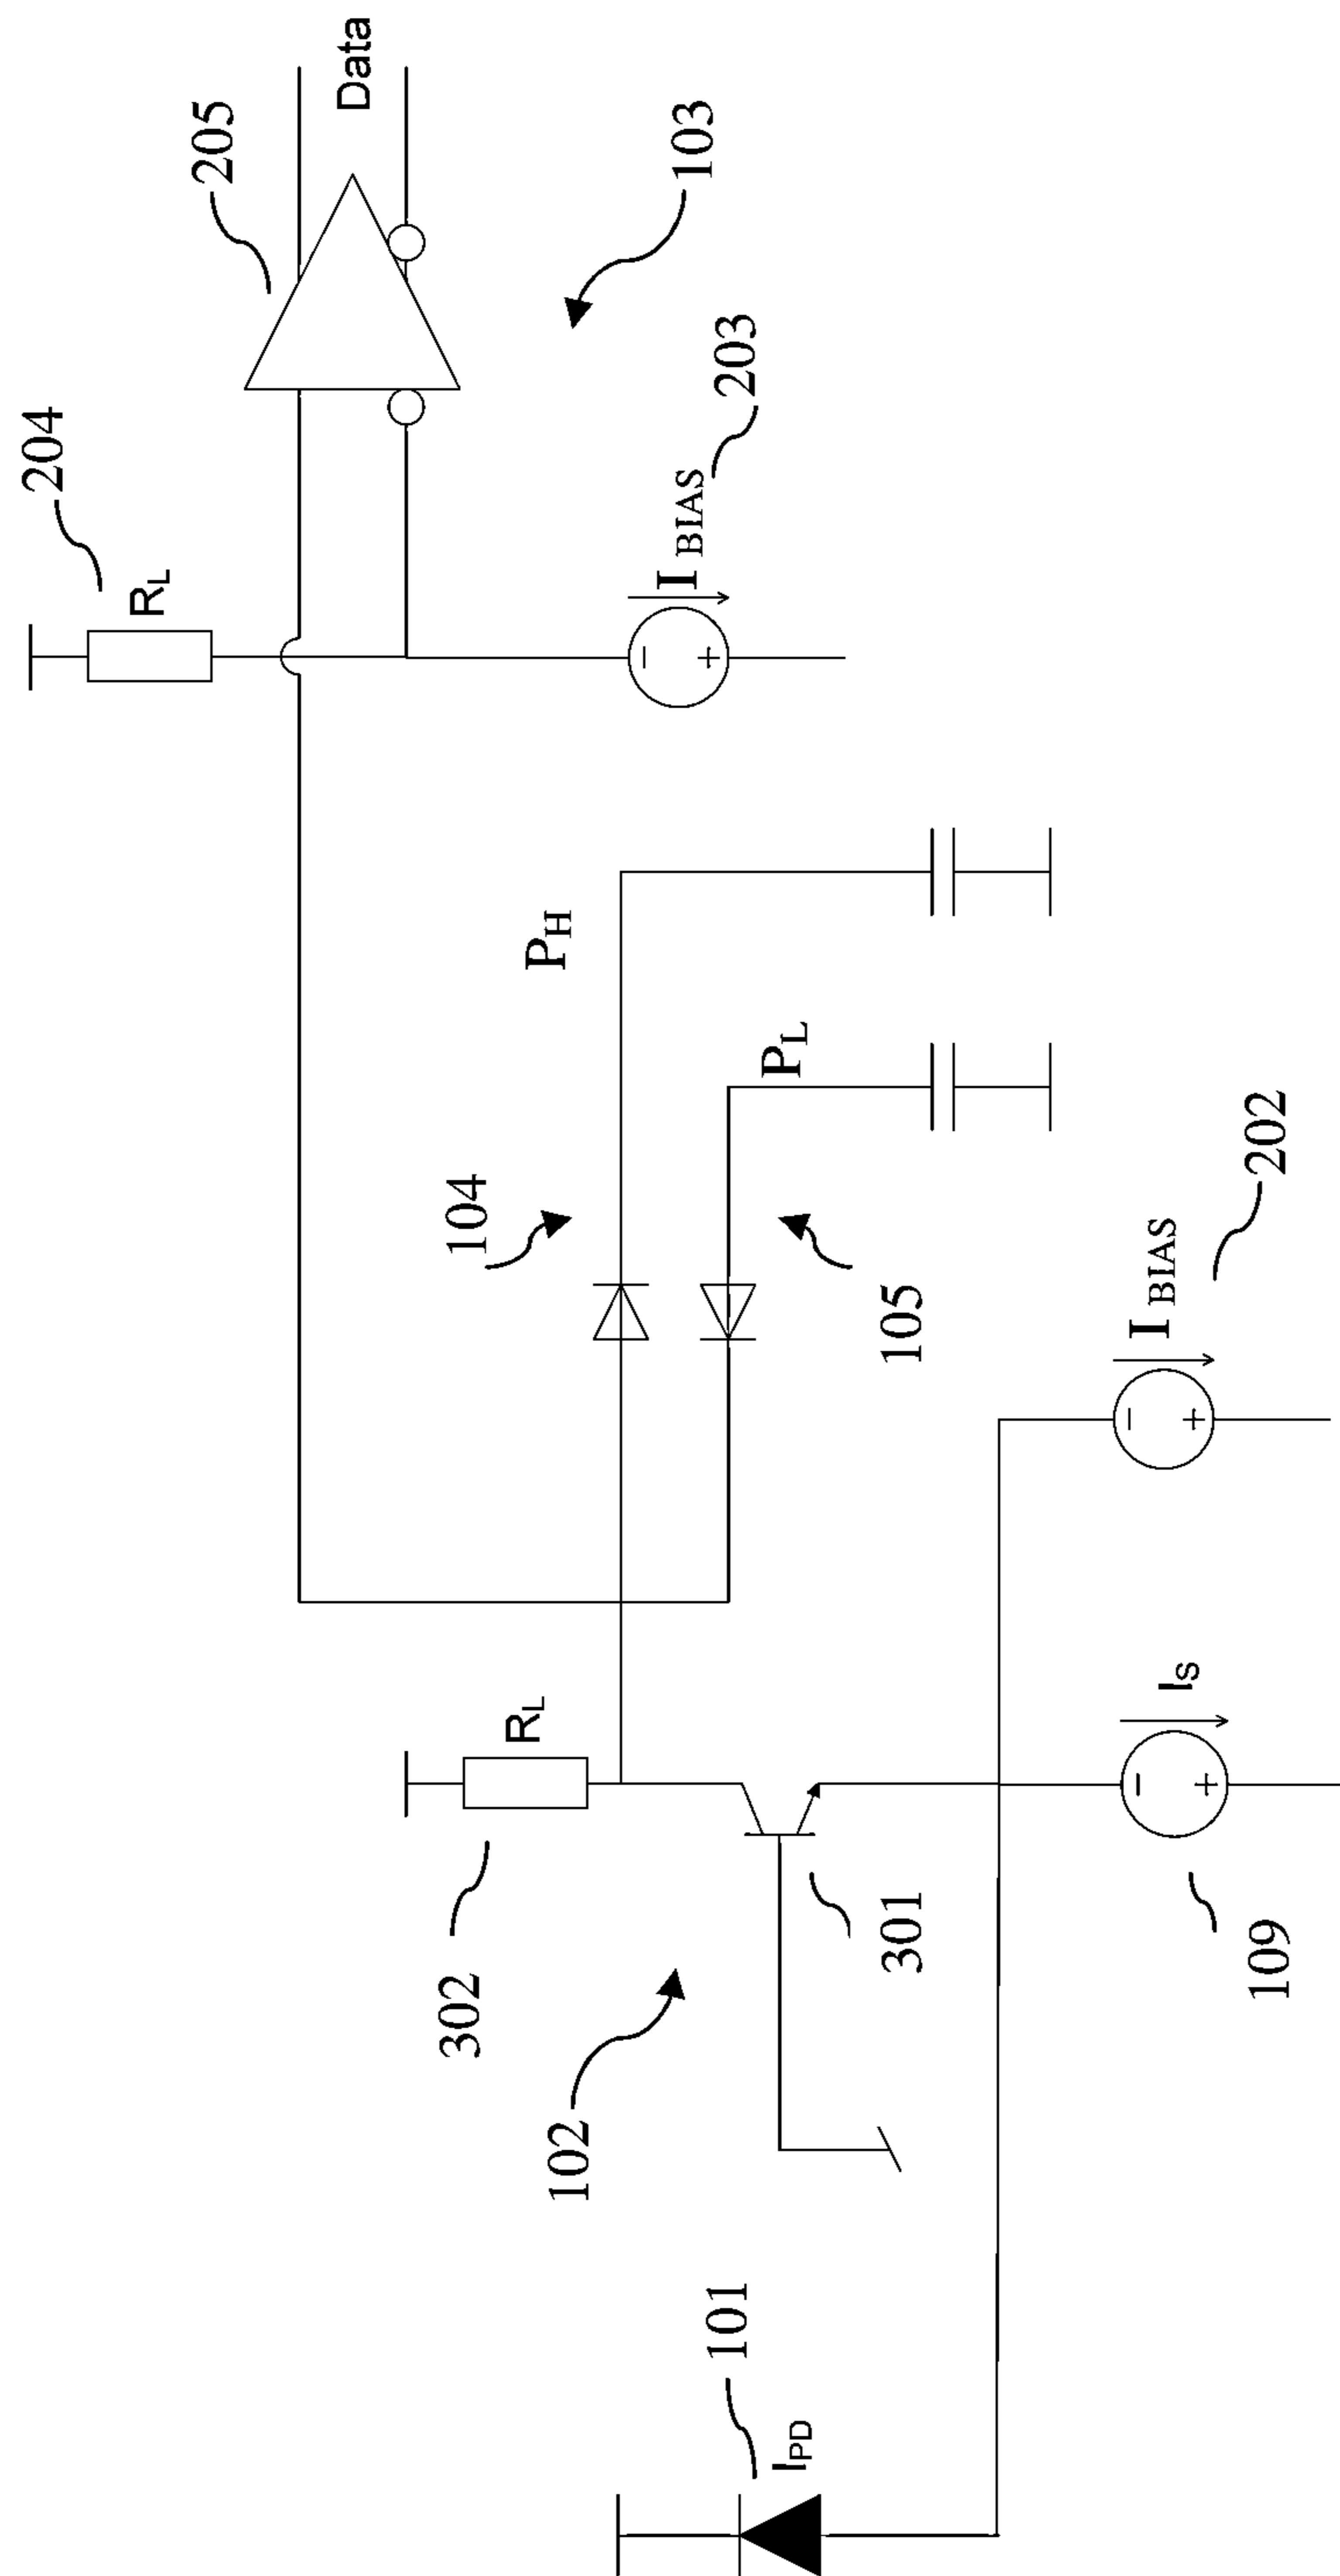 204
R_L
205
Data
I_BIAS
203
103
P_H
P_L
104
105
I_BIAS
202
302
R_L
102
301
I_S
109
101
I_PD